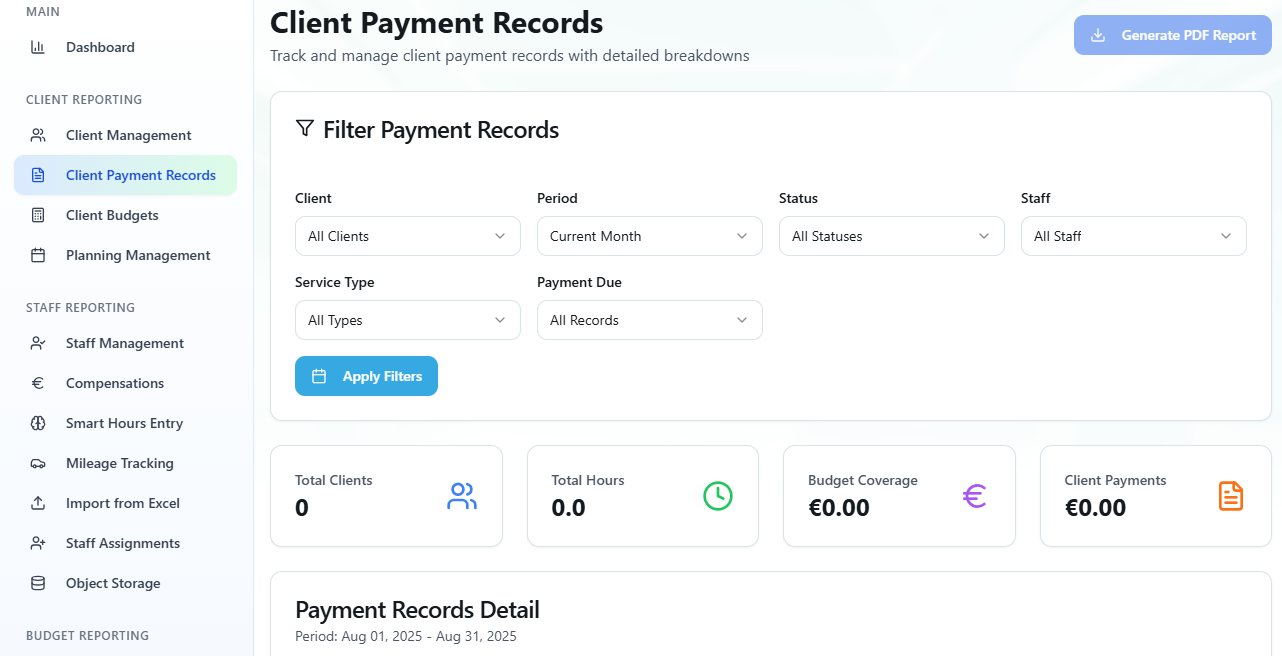 MAIN
Dashboard
CLIENT REPORTING
Client Management
Client Payment Records
Client Budgets
Planning Management
STAFF REPORTING
Staff Management
Compensations
Smart Hours Entry
Mileage Tracking
Import from Excel
Staff Assignments
Object Storage
BUDGET REPORTING
Client Payment Records
Track and manage client payment records with detailed breakdowns
Generate PDF Report
Filter Payment Records
Client
Period
Status
Staff
All Clients
Current Month
All Statuses
All Staff
Service Type
Payment Due
All Types
All Records
Apply Filters
Total Clients
0
Total Hours
0.0
Budget Coverage
€0.00
Client Payments
€0.00
Payment Records Detail
Period: Aug 01, 2025 - Aug 31, 2025